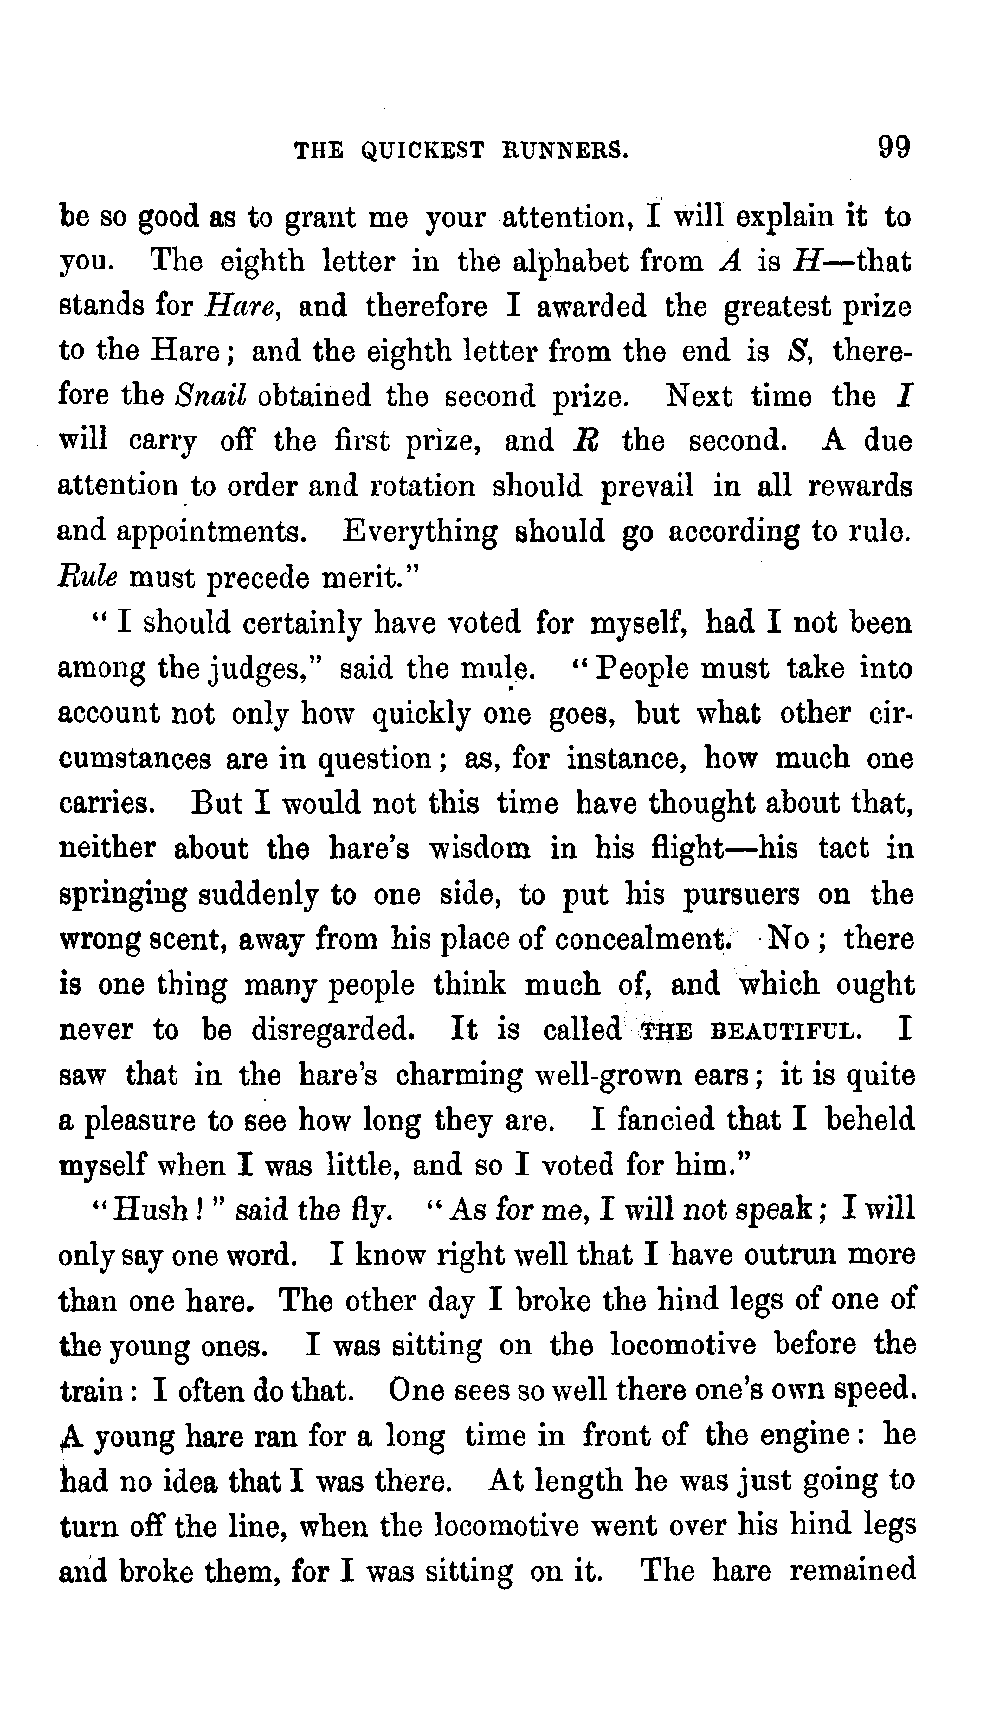 THE QUICKEST RUNNERS. 99
be so good as to grant me your attention, I will explain it to
you. The eighth letter in the alphabet from A is H—that
stands for Hare, and therefore I awarded the greatest prize
to the Hare; and the eighth letter from the end is S, there-
fore the Snail obtained the second prize. Next time the I
will carry off the first prize, and R the second. A due
attention to order and rotation should prevail in all rewards
and appointments. Everything should go according to rule.
Rule must precede merit."
"I should certainly have voted for myself, had I not been
among the judges," said the mule. "People must take into
account not only how quickly one goes, but what other cir-
cumstances are in question; as, for instance, how much one
carries. But I would not this time have thought about that,
neither about the hare's wisdom in his flight—his tact in
springing suddenly to one side, to put his pursuers on the
wrong scent, away from his place of concealment. No; there
is one thing many people think much of, and which ought
never to be disregarded. It is called THE BEAUTIFUL. I
saw that in the hare's charming well-grown ears; it is quite
a pleasure to see how long they are. I fancied that I beheld
myself when I was little, and so I voted for him."
"Hush!" said the fly. "As for me, I will not speak; I will
only say one word. I know right well that I have outrun more
than one hare. The other day I broke the hind legs of one of
the young ones. I was sitting on the locomotive before the
train: I often do that. One sees so well there one's own speed.
A young hare ran for a long time in front of the engine: he
had no idea that I was there. At length he was just going to
turn off the line, when the locomotive went over his hind legs
and broke them, for I was sitting on it. The hare remained